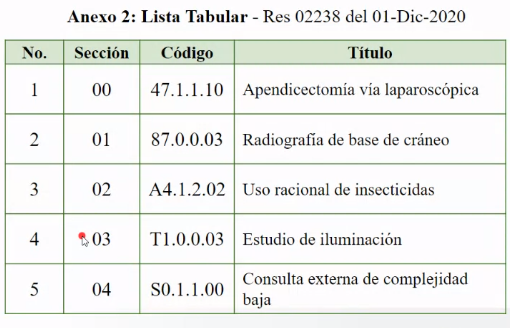 Anexo 2: Lista Tabular - Res 02238 del 01-Dic-2020
No. Sección Código Título
1 00 47.1.1.10 Apendicectomía vía laparoscópica
2 01 87.0.0.03 Radiografía de base de cráneo
3 02 A4.1.2.02 Uso racional de insecticidas
4 03 T1.0.0.03 Estudio de iluminación
5 04 S0.1.1.00 Consulta externa de complejidad
baja